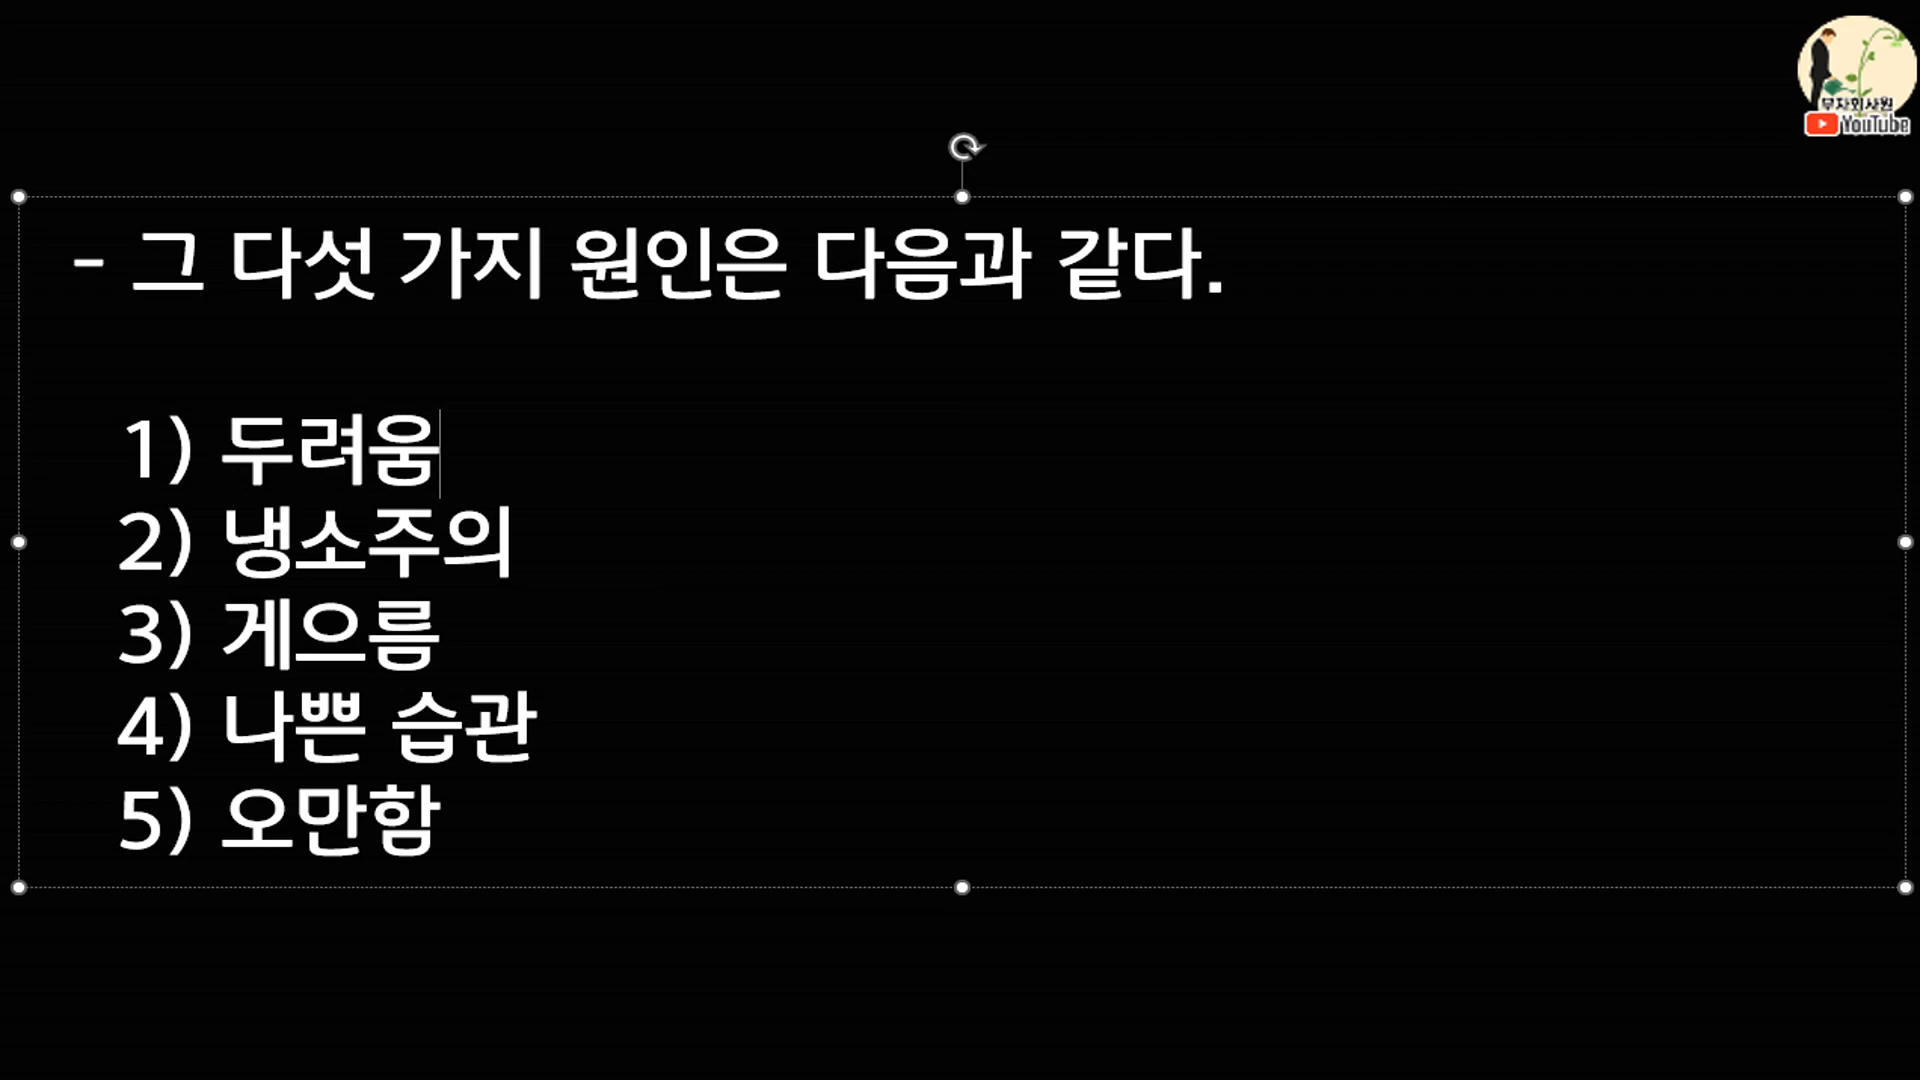 부자회사원
YouTube
- 그 다섯 가지 원인은 다음과 같다.
1) 두려움
2) 냉소주의
3) 게으름
4) 나쁜 습관
5) 오만함